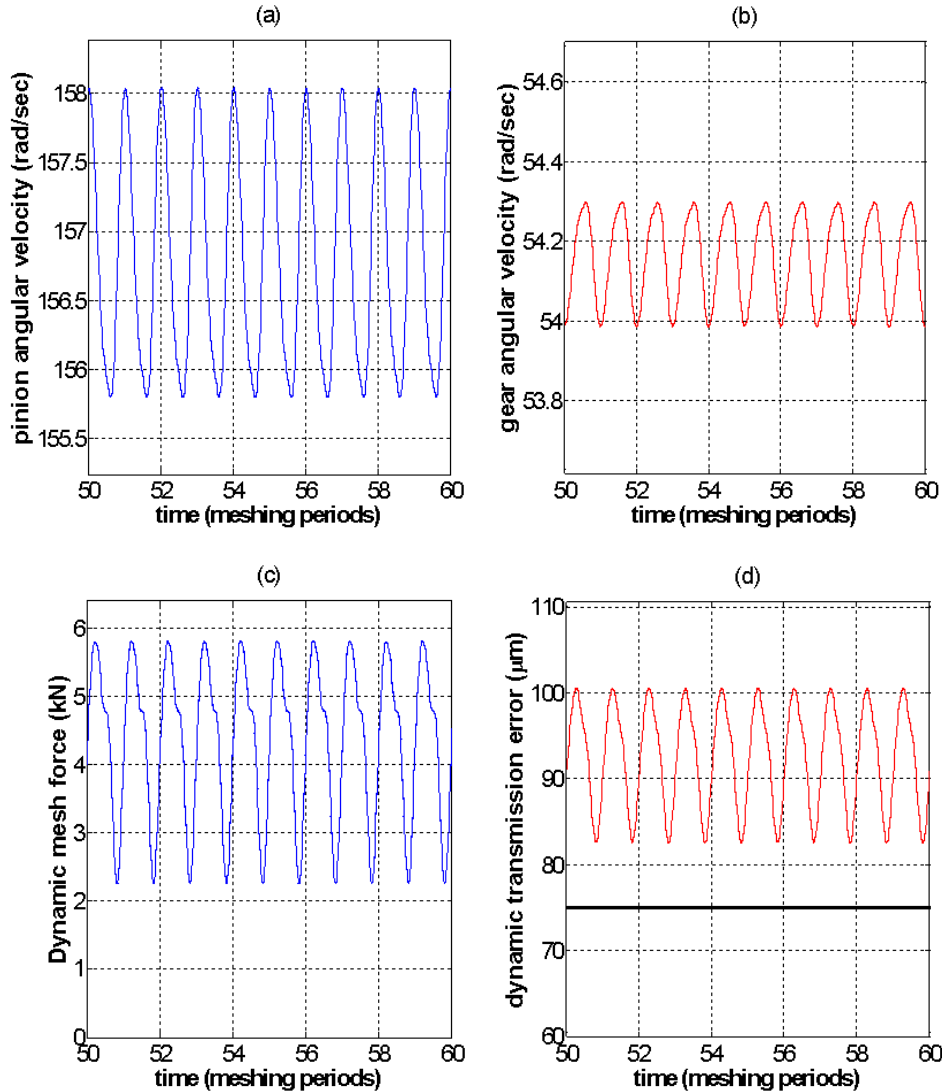 (a)
pinion angular velocity (rad/sec)
158
157.5
157
156.5
156
155.5
50 52 54 56 58 60
time (meshing periods)
(b)
gear angular velocity (rad/sec)
54.6
54.4
54.2
54
53.8
50 52 54 56 58 60
time (meshing periods)
(c)
Dynamic mesh force (kN)
6
5
4
3
2
1
0
50 52 54 56 58 60
time (meshing periods)
(d)
dynamic transmission error (μm)
110
100
90
80
70
60
50 52 54 56 58 60
time (meshing periods)